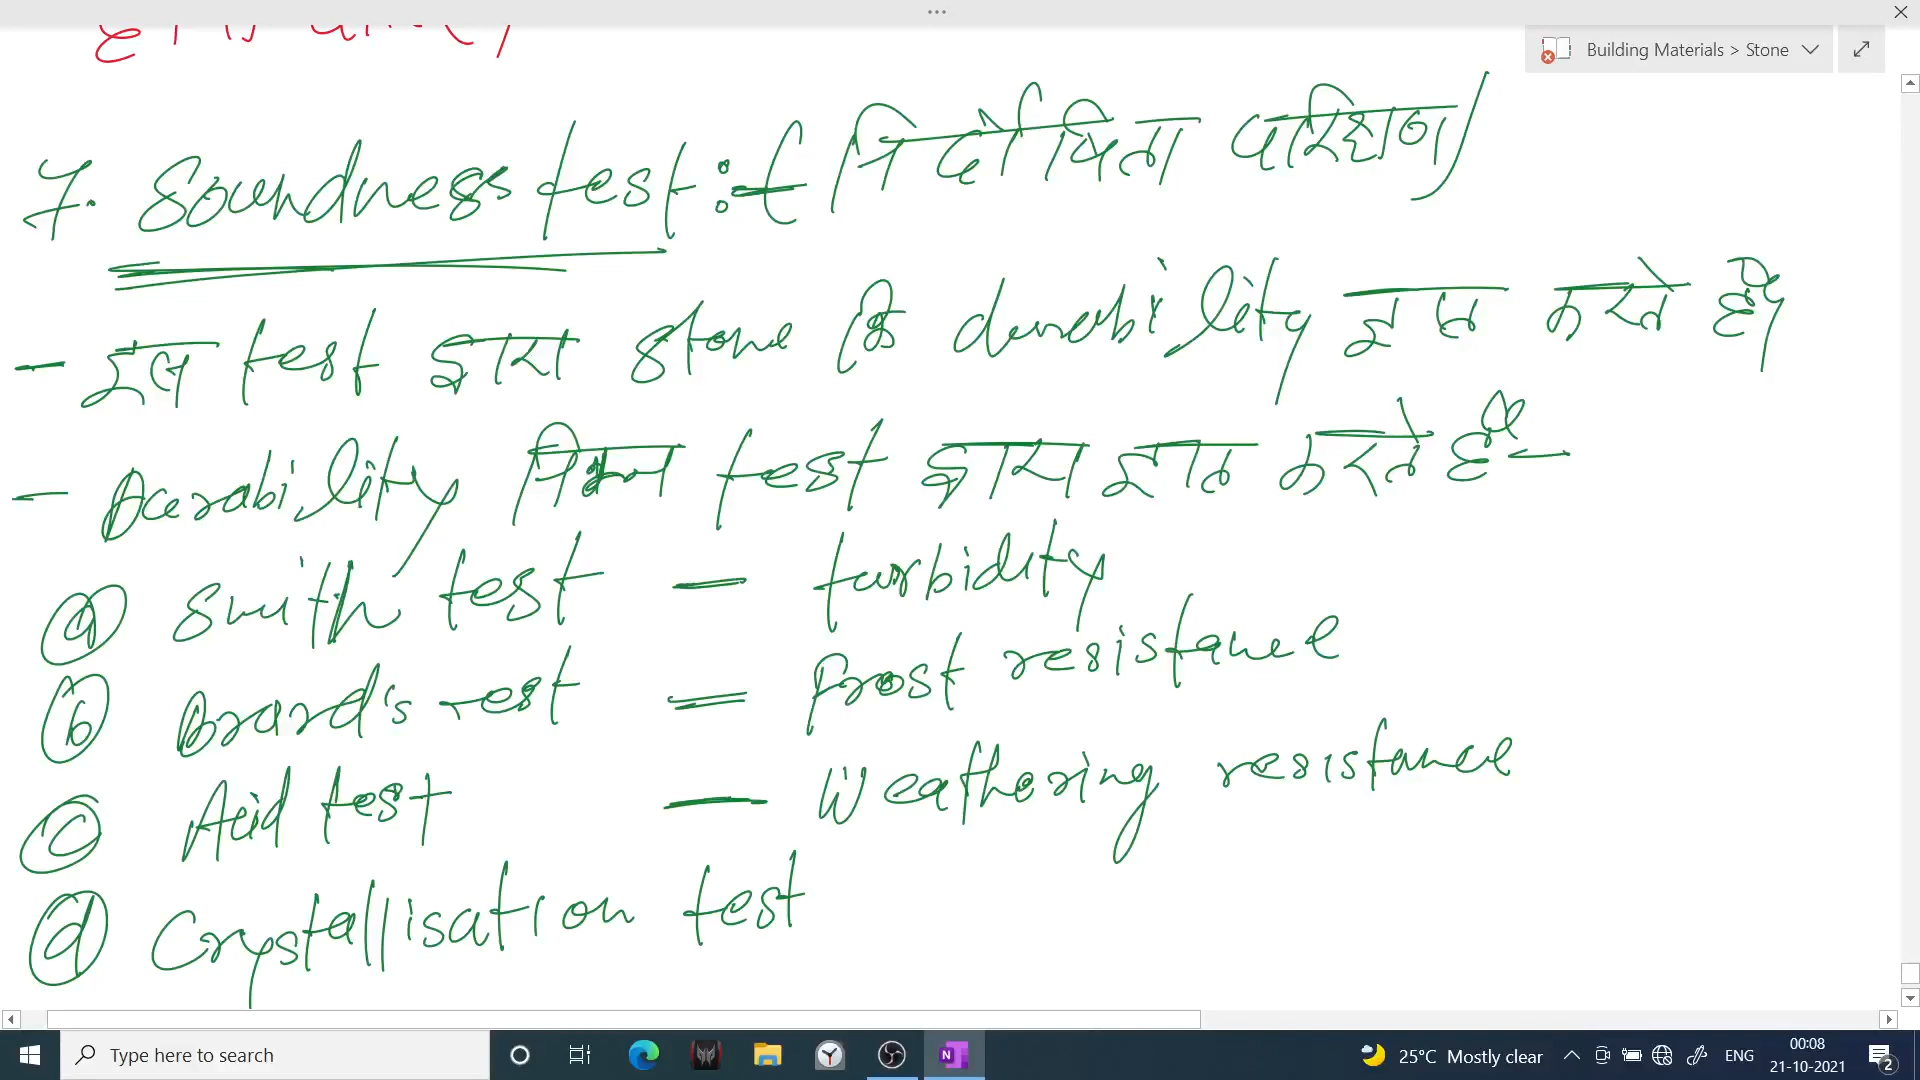 Building Materials > Stone
7. Soundness test :- ( निर्दोषिता परिक्षण )
- इस test द्वारा stone कि durability ज्ञात करते हैं,
- Durability निम्न test द्वारा ज्ञात करते हैं -
(a) Smith test - turbidity
(b) Brard's test = Frost resistance
(c) Acid test - Weathering resistance
(d) Crystallisation test
Type here to search
25°C Mostly clear
ENG
00:08
21-10-2021
2